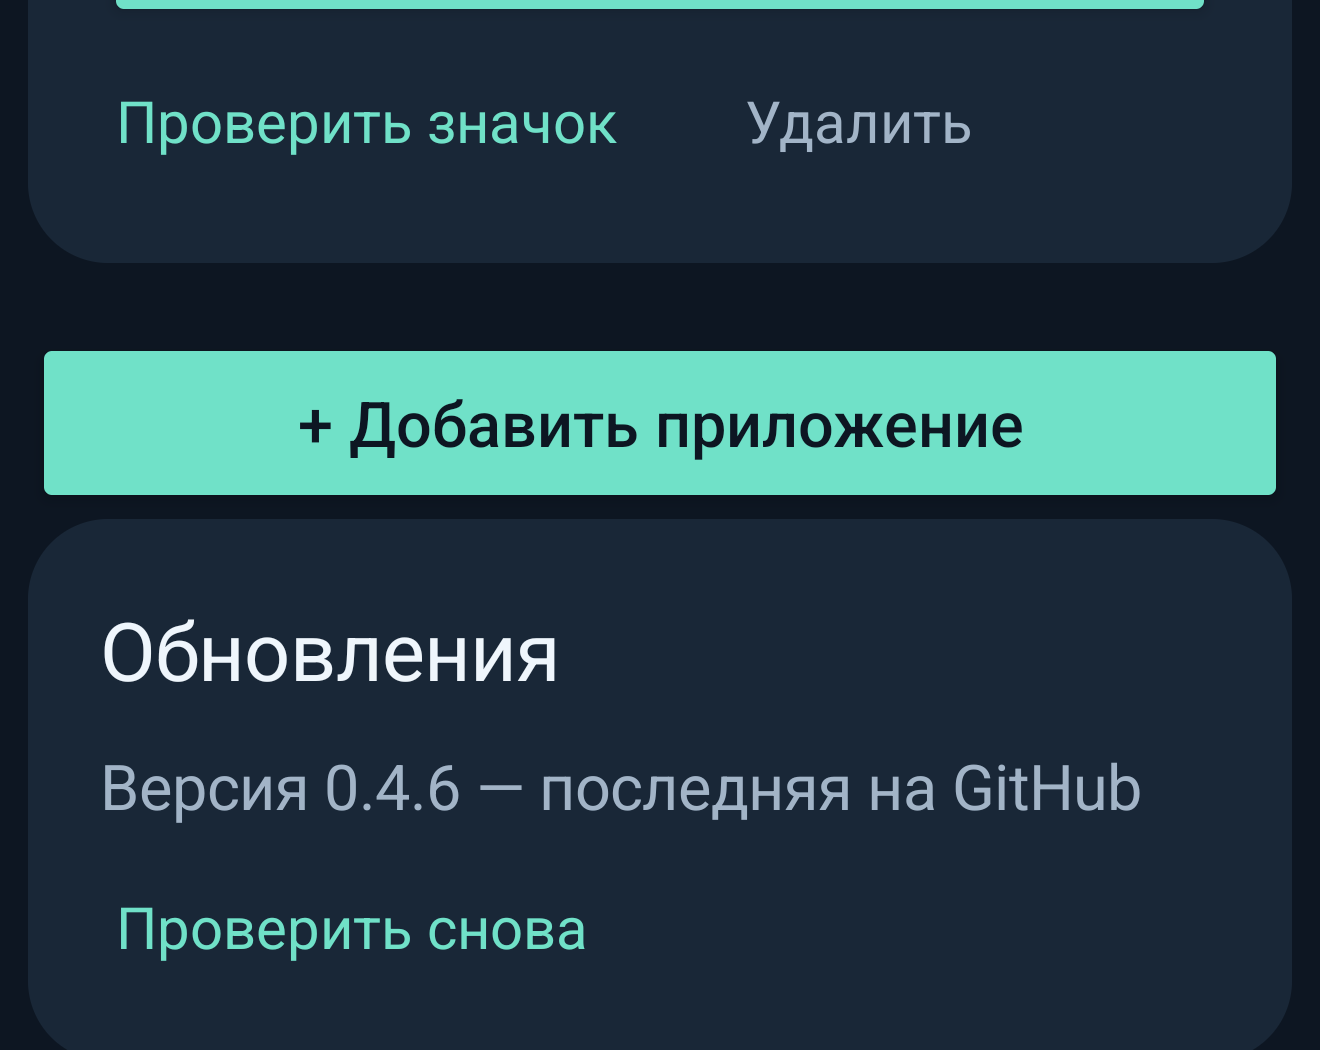 Проверить значок Удалить
+ Добавить приложение
Обновления
Версия 0.4.6 — последняя на GitHub
Проверить снова